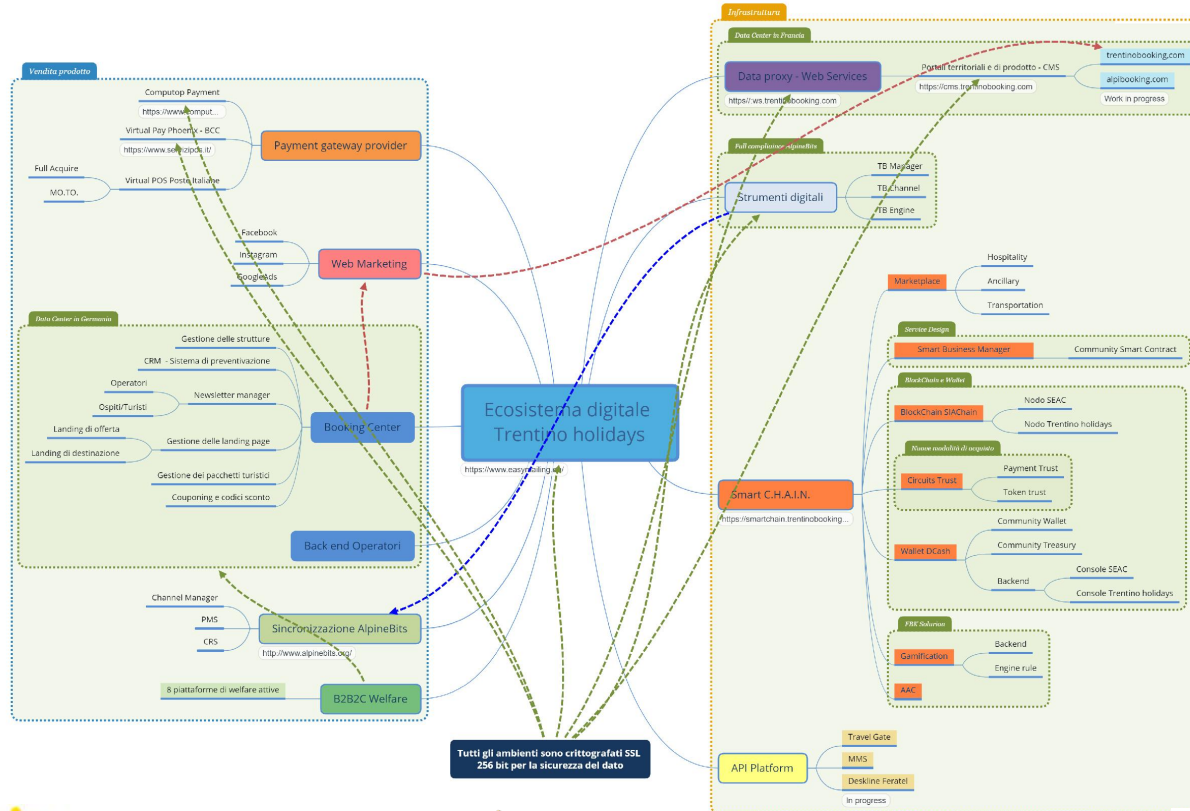 Infrastruttura
Data Center in Francia
Data proxy - Web Services
https://ws.trentinobooking.com
Portali territoriali e di prodotto - CMS
https://cms.trentinobooking.com
trentinobooking.com
alpibooking.com
Work in progress
Full compliance AlpineBits
Strumenti digitali
TB Manager
TB Channel
TB Engine
Vendita prodotto
Computop Payment
https://www.comput...
Virtual Pay Phoenix - BCC
https://www.servizipos.it/
Full Acquire
MO.TO.
Virtual POS Poste Italiane
Payment gateway provider
Facebook
Instagram
GoogleAds
Web Marketing
Data Center in Germania
Gestione delle strutture
CRM - Sistema di preventivazione
Operatori
Ospiti/Turisti
Newsletter manager
Landing di offerta
Landing di destinazione
Gestione delle landing page
Gestione dei pacchetti turistici
Couponing e codici sconto
Booking Center
Back end Operatori
Channel Manager
PMS
CRS
Sincronizzazione AlpineBits
http://www.alpinebits.org/
8 piattaforme di welfare attive
B2B2C Welfare
Ecosistema digitale
Trentino holidays
Tutti gli ambienti sono crittografati SSL
256 bit per la sicurezza del dato
Smart C.H.A.I.N.
https://smartchain.trentinobooking...
Marketplace
Hospitality
Ancillary
Transportation
Service Design
Smart Business Manager
Community Smart Contract
BlockChain e Wallet
BlockChain SIAChain
Nodo SEAC
Nodo Trentino holidays
Nuove modalità di acquisto
Circuits Trust
Payment Trust
Token trust
Wallet DCash
Community Wallet
Community Treasury
Backend
Console SEAC
Console Trentino holidays
FBK Solution
Gamification
Backend
Engine rule
AAC
API Platform
Travel Gate
MMS
Deskline Feratel
In progress